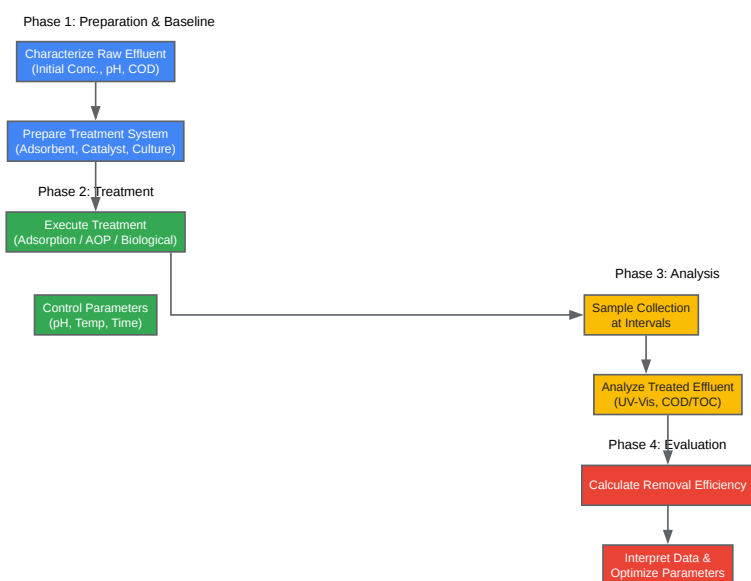 Phase 1: Preparation & Baseline
Characterize Raw Effluent
(Initial Conc., pH, COD)
Prepare Treatment System
(Adsorbent, Catalyst, Culture)
Phase 2: Treatment
Execute Treatment
(Adsorption / AOP / Biological)
Control Parameters
(pH, Temp, Time)
Phase 3: Analysis
Sample Collection
at Intervals
Analyze Treated Effluent
(UV-Vis, COD/TOC)
Phase 4: Evaluation
Calculate Removal Efficiency
Interpret Data &
Optimize Parameters